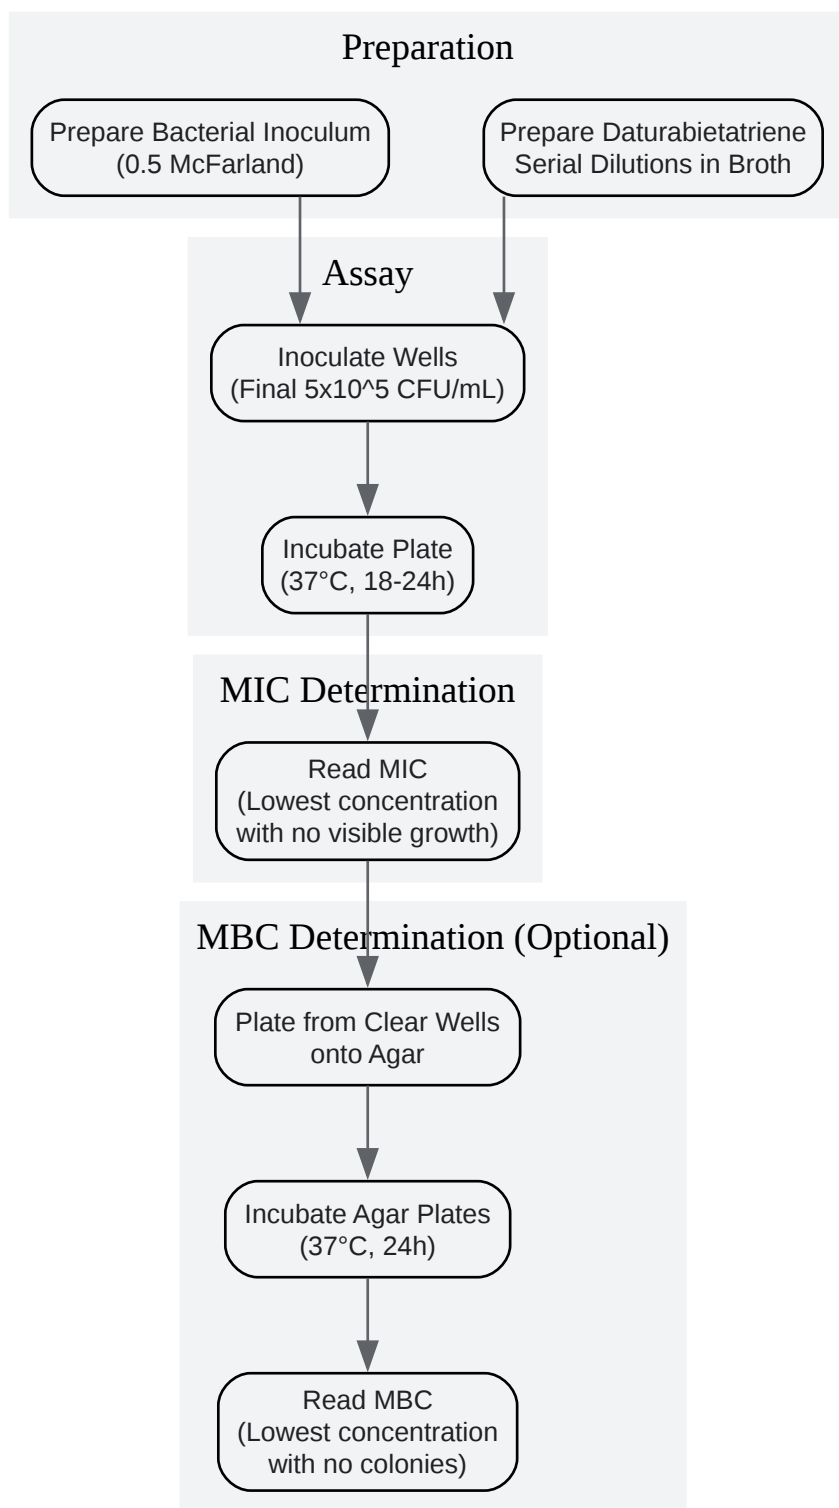 Preparation
Prepare Bacterial Inoculum
(0.5 McFarland)
Prepare Daturabietatriene
Serial Dilutions in Broth
Assay
Inoculate Wells
(Final 5x10^5 CFU/mL)
Incubate Plate
(37°C, 18-24h)
MIC Determination
Read MIC
(Lowest concentration
with no visible growth)
MBC Determination (Optional)
Plate from Clear Wells
onto Agar
Incubate Agar Plates
(37°C, 24h)
Read MBC
(Lowest concentration
with no colonies)